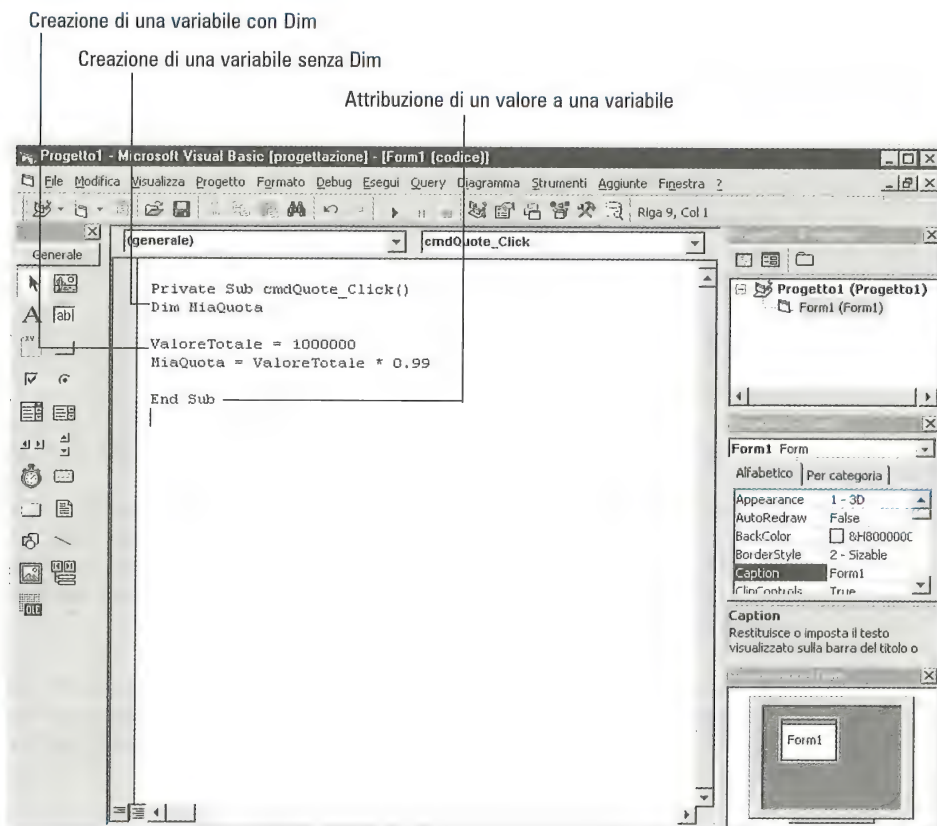 Creazione di una variabile con Dim
Creazione di una variabile senza Dim
Attribuzione di un valore a una variabile
Progetto1 - Microsoft Visual Basic [progettazione] - [Form1 (codice)]
File Modifica Visualizza Progetto Formato Debug Esegui Query Diagramma Strumenti Aggiunte Finestra ?
Riga 9, Col 1
Generale
(generale) cmdQuote_Click
Private Sub cmdQuote_Click()
Dim MiaQuota
ValoreTotale = 1000000
MiaQuota = ValoreTotale * 0.99
End Sub
A ab|
OLE
Progetto1 (Progetto1)
Form1 (Form1)
Form1 Form
Alfabetico Per categoria
Appearance 1 - 3D
AutoRedraw False
BackColor &H800000C
BorderStyle 2 - Sizable
Caption Form1
ClipControls True
Caption
Restituisce o imposta il testo
visualizzato sulla barra del titolo o
Form1